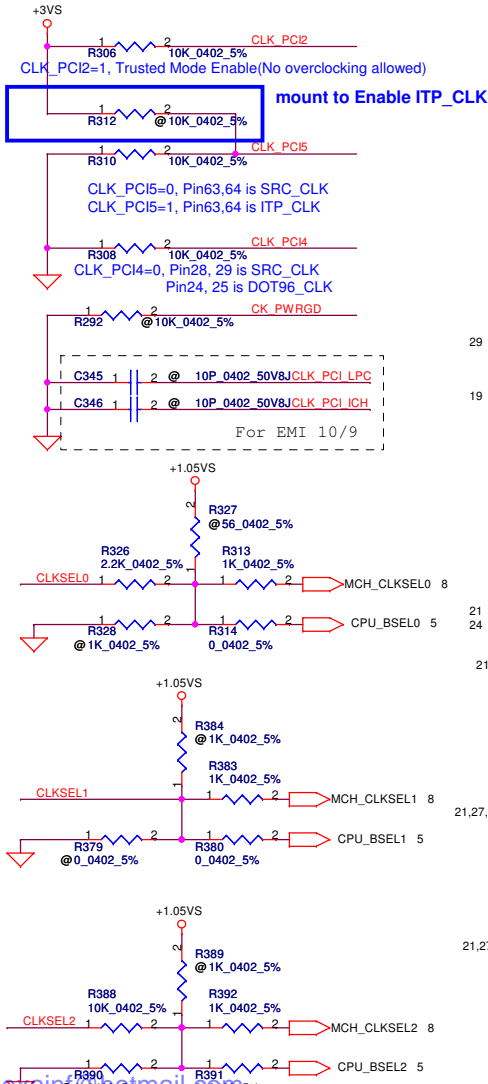 +3VS
1 2 CLK_PCI2
R306 10K_0402_5%
CLK_PCI2=1, Trusted Mode Enable(No overclocking allowed)
mount to Enable ITP_CLK
1 2
R312 @ 10K_0402_5%
1 2 CLK_PCI5
R310 10K_0402_5%
CLK_PCI5=0, Pin63,64 is SRC_CLK
CLK_PCI5=1, Pin63,64 is ITP_CLK
1 2 CLK_PCI4
R308 10K_0402_5%
CLK_PCI4=0, Pin28, 29 is SRC_CLK
Pin24, 25 is DOT96_CLK
1 2 CK_PWRGD
R292 @ 10K_0402_5%
29
C345 1 2 @ 10P_0402_50V8J CLK_PCI_LPC
19
C346 1 2 @ 10P_0402_50V8J CLK_PCI_ICH
For EMI 10/9
+1.05VS
2
R327
@ 56_0402_5%
1
R326 R313
2.2K_0402_5% 1K_0402_5%
CLKSEL0 1 2 1 2 MCH_CLKSEL0 8
21
24
1 2 1 2 CPU_BSEL0 5
R328 R314
@ 1K_0402_5% 0_0402_5%
21
+1.05VS
2
R384
@ 1K_0402_5%
1
R383
1K_0402_5%
CLKSEL1 1 2 MCH_CLKSEL1 8
21,27,
1 2 1 2 CPU_BSEL1 5
R379 R380
@ 0_0402_5% 0_0402_5%
+1.05VS
2
R389
@ 1K_0402_5%
1
21,27
R388 R392
10K_0402_5% 1K_0402_5%
CLKSEL2 1 2 1 2 MCH_CLKSEL2 8
1 2 1 2 CPU_BSEL2 5
R390 R391